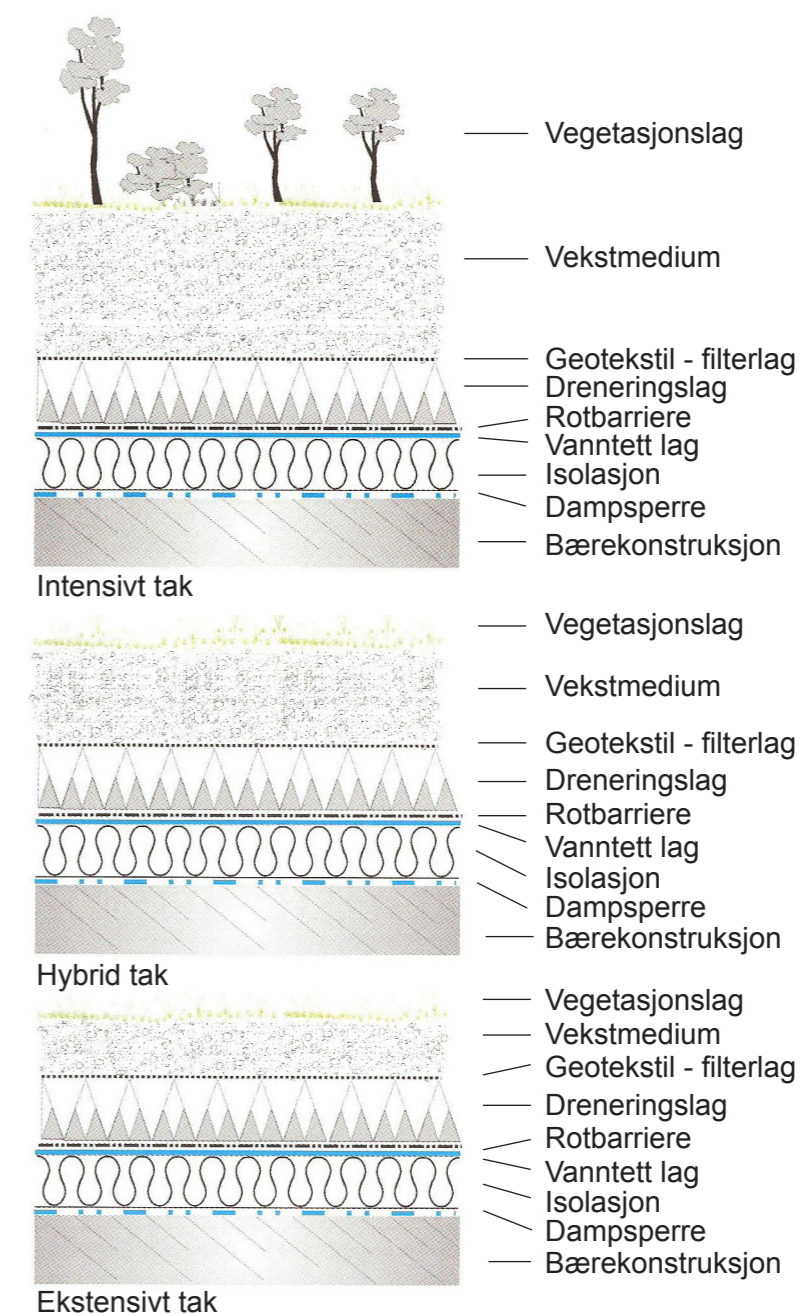 Vegetasjonslag
Vekstmedium
Geotekstil - filterlag
Dreneringslag
Rotbarriere
Vanntett lag
Isolasjon
Dampsperre
Bærekonstruksjon
Intensivt tak
Vegetasjonslag
Vekstmedium
Geotekstil - filterlag
Dreneringslag
Rotbarriere
Vanntett lag
Isolasjon
Dampsperre
Bærekonstruksjon
Hybrid tak
Vegetasjonslag
Vekstmedium
Geotekstil - filterlag
Dreneringslag
Rotbarriere
Vanntett lag
Isolasjon
Dampsperre
Bærekonstruksjon
Ekstensivt tak